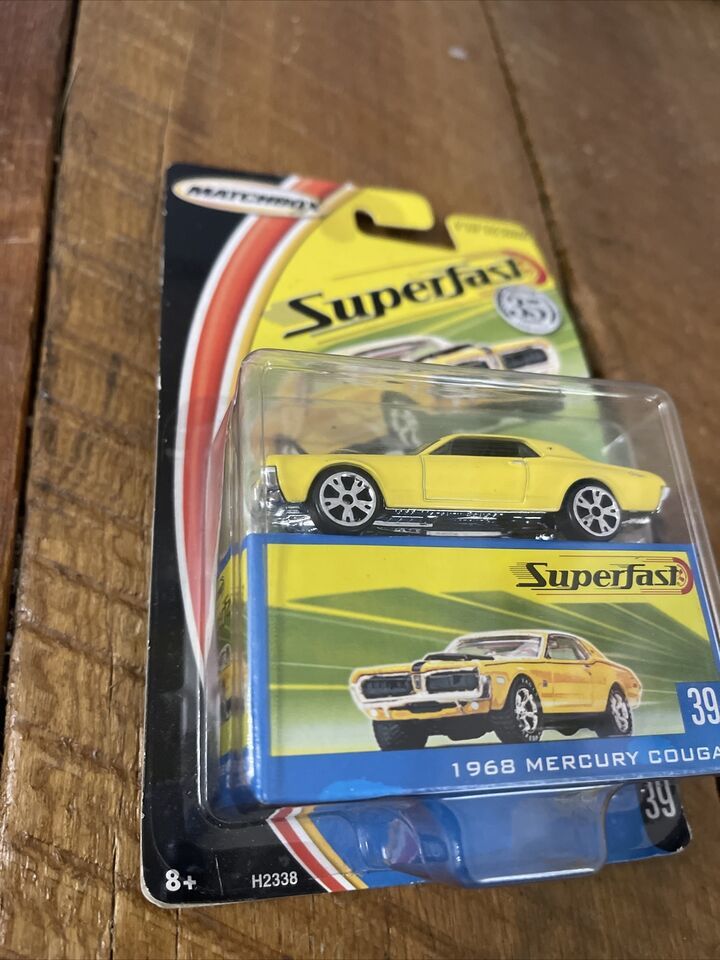 MATCHBOX
Superfast
35
Superfast
39
1968 MERCURY COUGA
39
8+
H2338